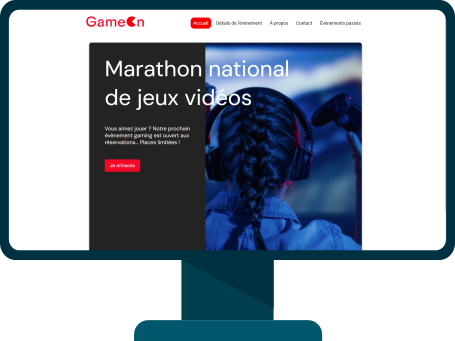 GameOn
Accueil Détails de l'événement À propos Contact Évènements passés
Marathon national
de jeux vidéos
Vous aimez jouer ? Notre prochain
évènement gaming est ouvert aux
réservations... Places limitées !
Je m'inscris